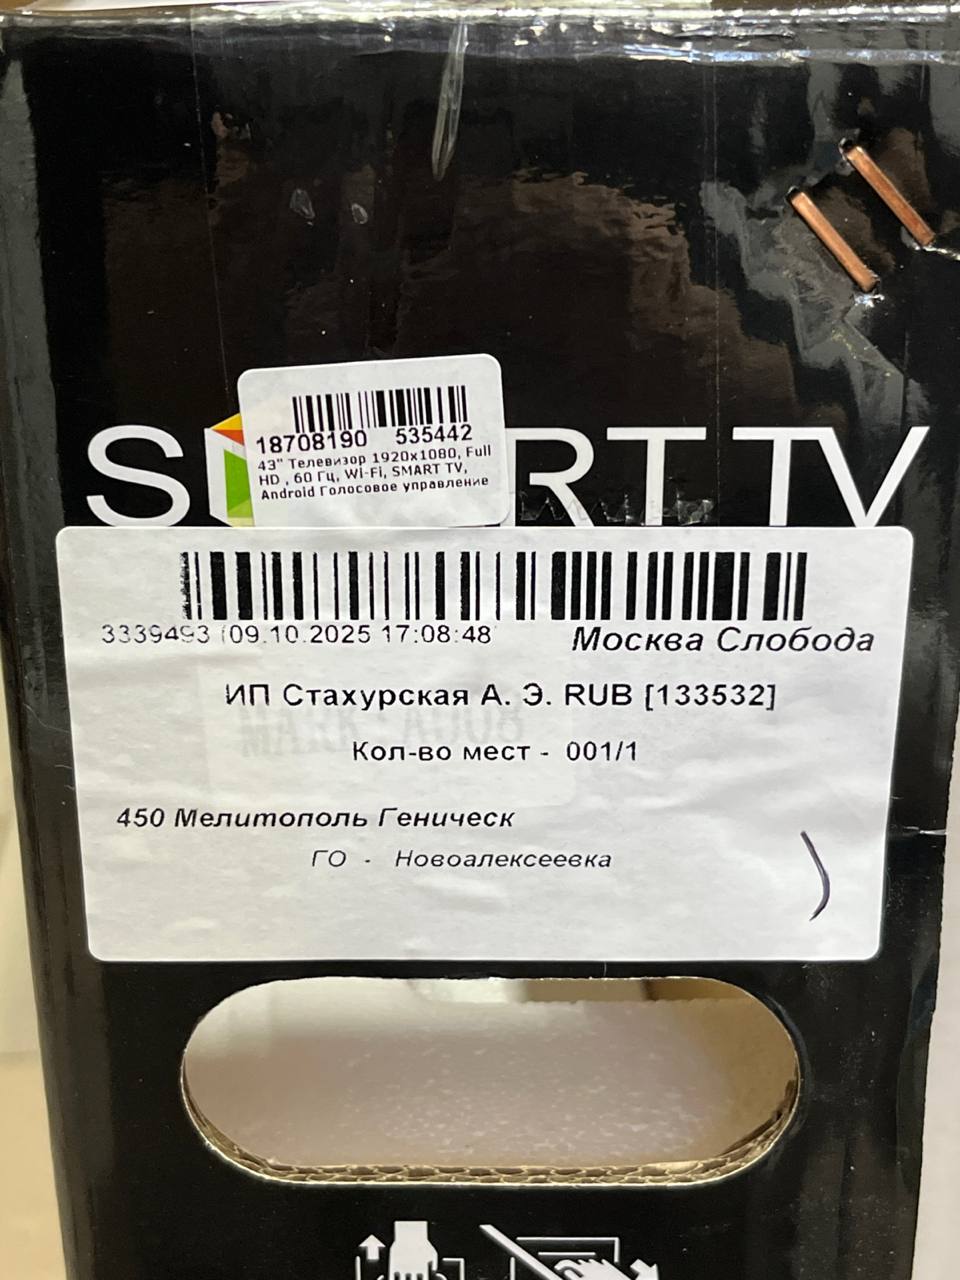 18708190 535442
43" Телевизор 1920x1080, Full
HD , 60 Гц, Wi-Fi, SMART TV,
Android Голосовое управление
S RT TV
3339493 (09.10.2025 17:08:48
Москва Слобода
ИП Стахурская А. Э. RUB [133532]
Кол-во мест - 001/1
450 Мелитополь Геническ
ГО - Новоалексеевка